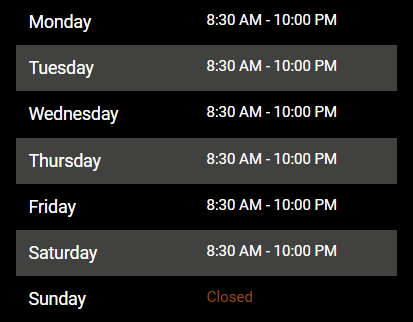 Monday 8:30 AM - 10:00 PM
Tuesday 8:30 AM - 10:00 PM
Wednesday 8:30 AM - 10:00 PM
Thursday 8:30 AM - 10:00 PM
Friday 8:30 AM - 10:00 PM
Saturday 8:30 AM - 10:00 PM
Sunday Closed